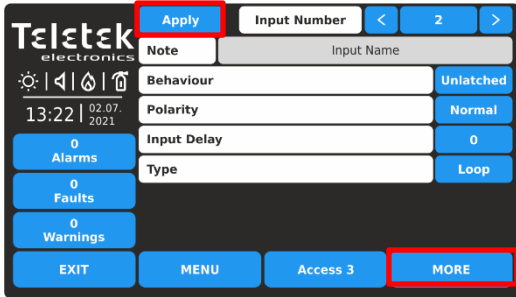 Teletek
electronics
Apply
Input Number
<
2
>
Note
Input Name
Behaviour
Unlatched
Polarity
Normal
Input Delay
0
Type
Loop
13:22 | 02.07.
2021
0
Alarms
0
Faults
0
Warnings
EXIT
MENU
Access 3
MORE